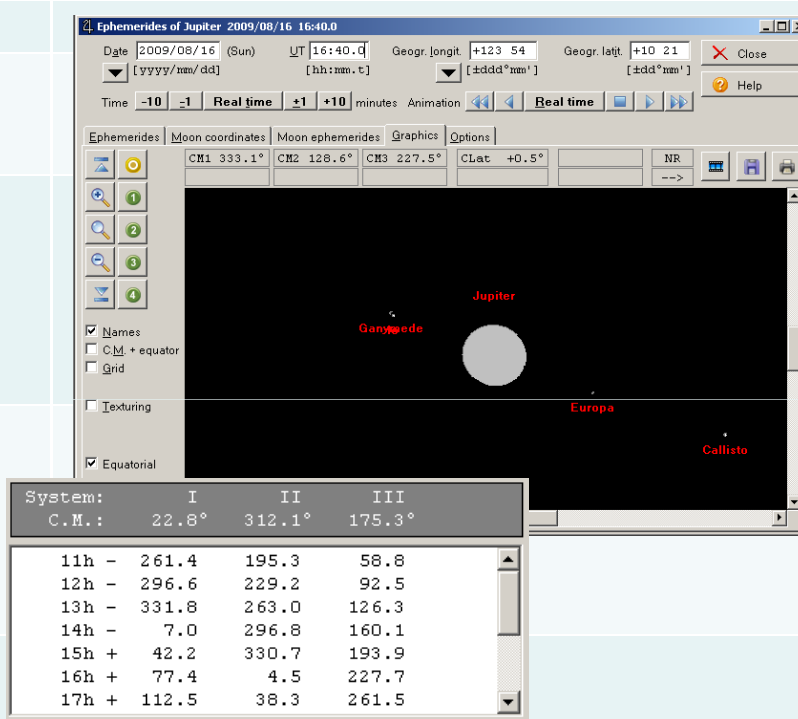 Ephemerides of Jupiter 2009/08/16 16:40.0
Date 2009/08/16 (Sun) UT 16:40.0 Geogr. longit. +123 54 Geogr. latit. +10 21 Close
[yyyy/mm/dd] [hh:mm.t] [±ddd°mm'] [±dd°mm']
Help
Time -10 -1 Real time +1 +10 minutes Animation Real time
Ephemerides Moon coordinates Moon ephemerides Graphics Options
CM1 333.1° CM2 128.6° CM3 227.5° CLat +0.5° NR
-->
1
2
3
4
Jupiter
Ganymede
Europa
Callisto
Names
C.M. + equator
Grid
Texturing
Equatorial
System: I II III
C.M.: 22.8° 312.1° 175.3°
11h - 261.4 195.3 58.8
12h - 296.6 229.2 92.5
13h - 331.8 263.0 126.3
14h - 7.0 296.8 160.1
15h + 42.2 330.7 193.9
16h + 77.4 4.5 227.7
17h + 112.5 38.3 261.5